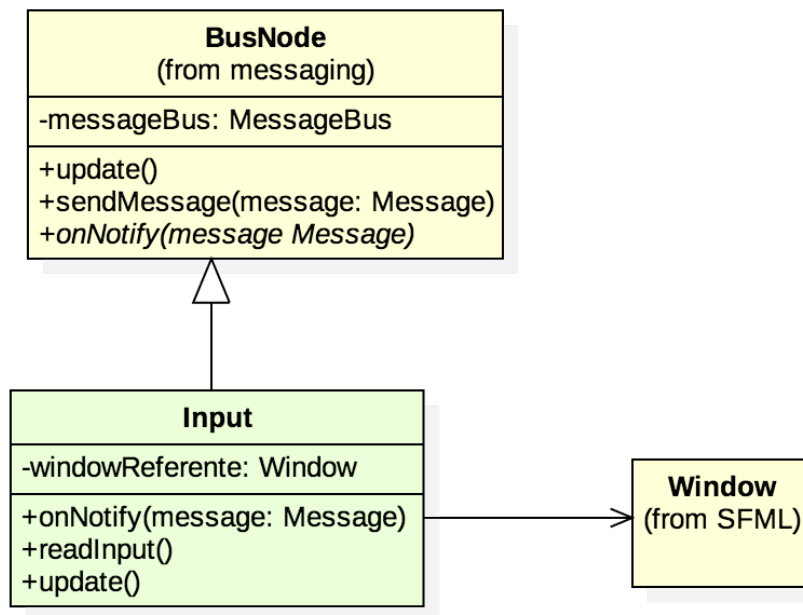 BusNode
(from messaging)
-messageBus: MessageBus
+update()
+sendMessage(message: Message)
+onNotify(message Message)
Input
-windowReferente: Window
+onNotify(message: Message)
+readInput()
+update()
Window
(from SFML)